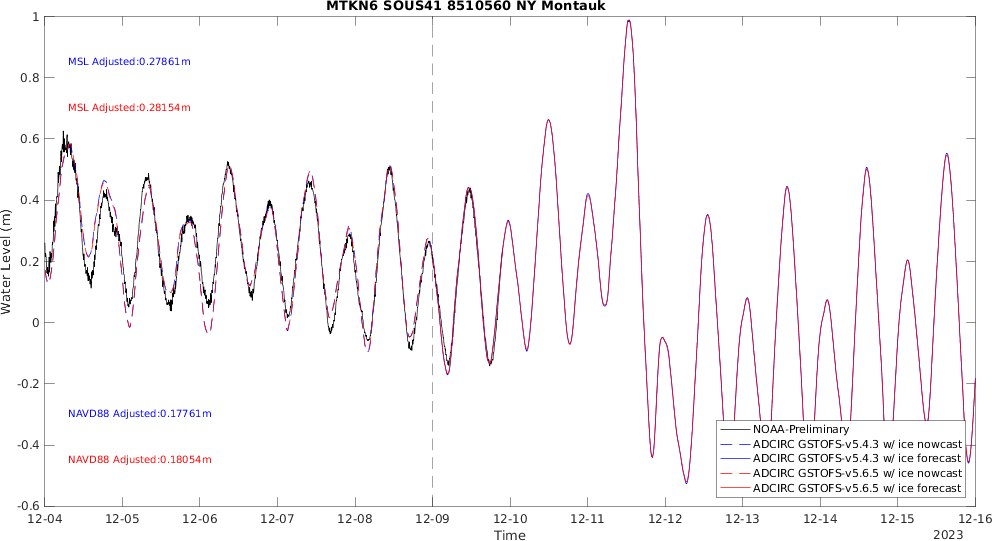 MTKN6 SOUS41 8510560 NY Montauk
1
0.8
0.6
0.4
0.2
0
-0.2
-0.4
-0.6
Water Level (m)
MSL Adjusted:0.27861m
MSL Adjusted:0.28154m
NAVD88 Adjusted:0.17761m
NAVD88 Adjusted:0.18054m
NOAA-Preliminary
ADCIRC GSTOFS-v5.4.3 w/ ice nowcast
ADCIRC GSTOFS-v5.4.3 w/ ice forecast
ADCIRC GSTOFS-v5.6.5 w/ ice nowcast
ADCIRC GSTOFS-v5.6.5 w/ ice forecast
12-04 12-05 12-06 12-07 12-08 12-09 12-10 12-11 12-12 12-13 12-14 12-15 12-16
Time
2023